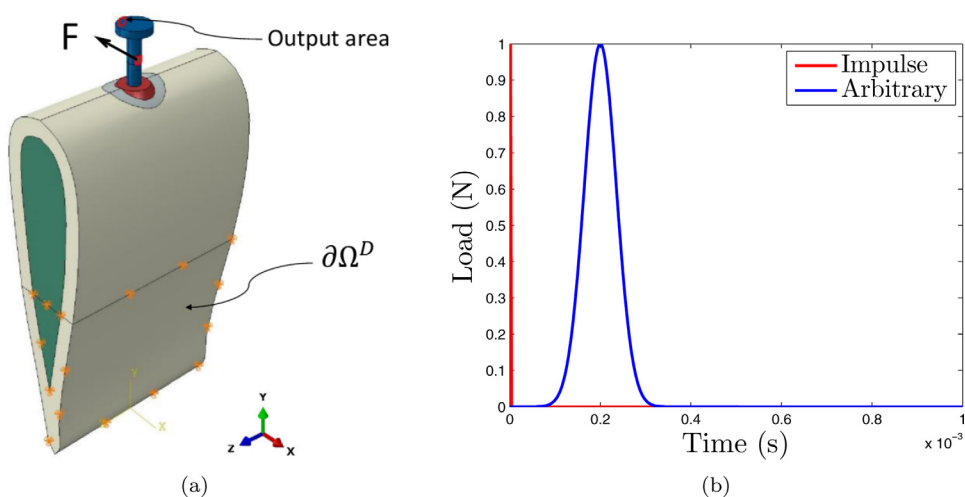 F
Output area
∂Ω^D
Y
X
Y
Z
X
(a)
Load (N)
1
0.9
0.8
0.7
0.6
0.5
0.4
0.3
0.2
0.1
0
Impulse
Arbitrary
0 0.2 0.4 0.6 0.8 1
Time (s)
x 10^-3
(b)